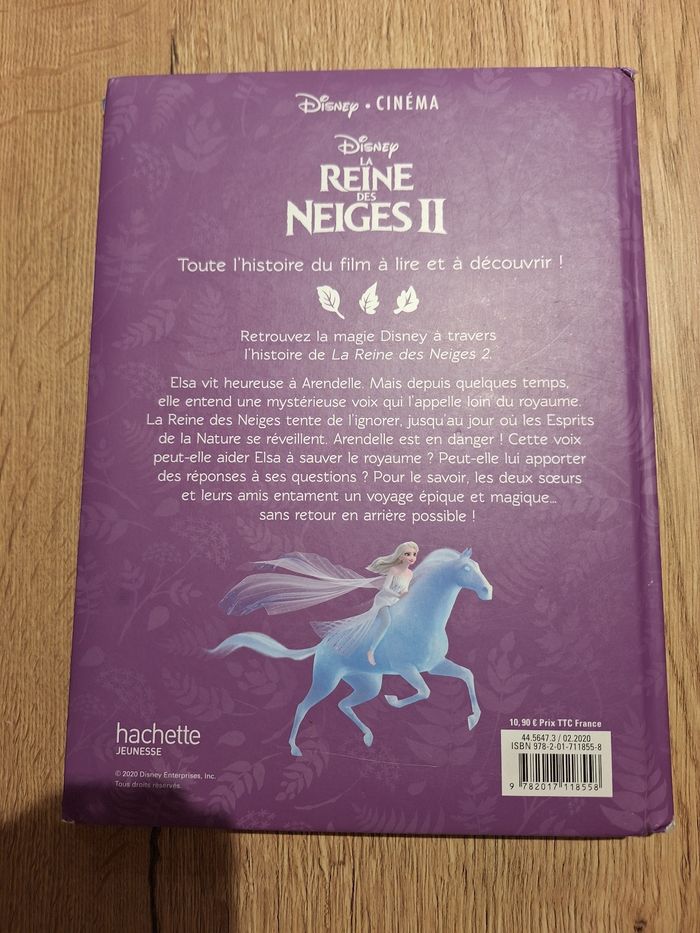 Disney • CINÉMA
Disney
LA
REINE
DES
NEIGES II
Toute l'histoire du film à lire et à découvrir !
Retrouvez la magie Disney à travers
l'histoire de La Reine des Neiges 2.
Elsa vit heureuse à Arendelle. Mais depuis quelques temps,
elle entend une mystérieuse voix qui l'appelle loin du royaume.
La Reine des Neiges tente de l'ignorer, jusqu'au jour où les Esprits
de la Nature se réveillent. Arendelle est en danger ! Cette voix
peut-elle aider Elsa à sauver le royaume ? Peut-elle lui apporter
des réponses à ses questions ? Pour le savoir, les deux sœurs
et leurs amis entament un voyage épique et magique...
sans retour en arrière possible !
hachette
JEUNESSE
© 2020 Disney Enterprises, Inc.
Tous droits réservés.
10, 90 € Prix TTC France
44.5647.3 / 02.2020
ISBN 978-2-01-711855-8
9 782017 118558